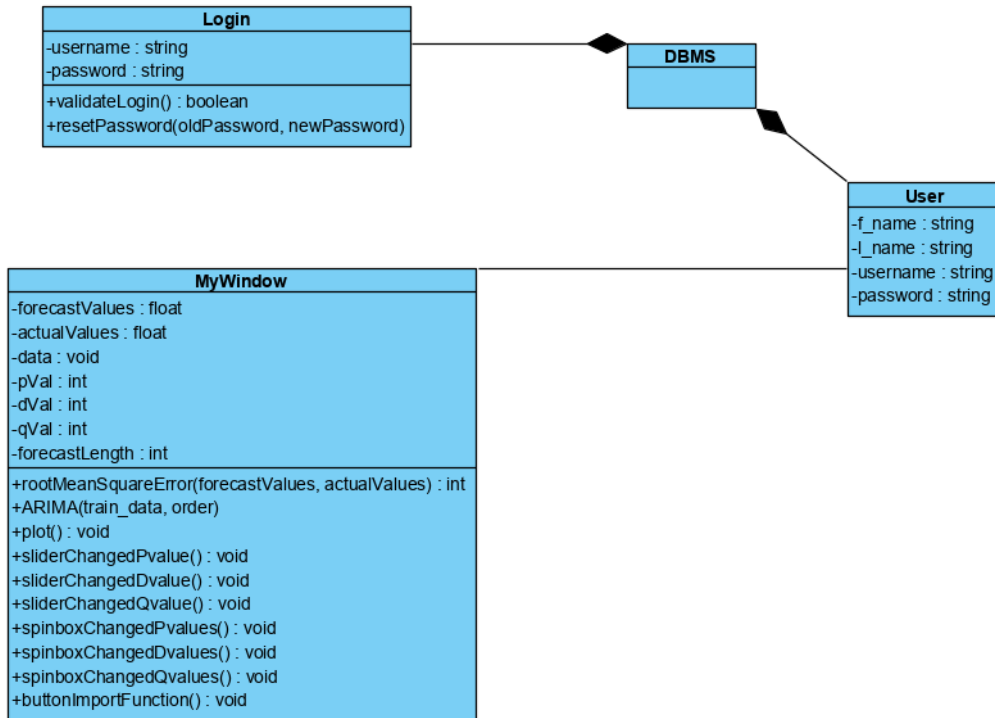 Login
-username : string
-password : string
+validateLogin() : boolean
+resetPassword(oldPassword, newPassword)
DBMS
User
-f_name : string
-l_name : string
-username : string
-password : string
MyWindow
-forecastValues : float
-actualValues : float
-data : void
-pVal : int
-dVal : int
-qVal : int
-forecastLength : int
+rootMeanSquareError(forecastValues, actualValues) : int
+ARIMA(train_data, order)
+plot() : void
+sliderChangedPvalue() : void
+sliderChangedDvalue() : void
+sliderChangedQvalue() : void
+spinboxChangedPvalues() : void
+spinboxChangedDvalues() : void
+spinboxChangedQvalues() : void
+buttonImportFunction() : void